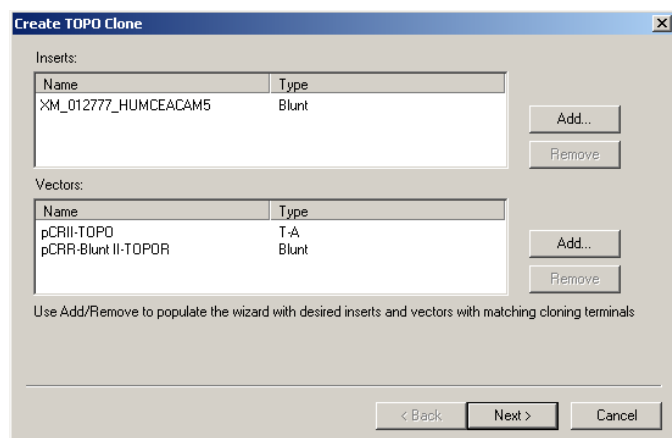 Create TOPO Clone
Inserts:
Name Type
XM_012777_HUMCEACAM5 Blunt
Add...
Remove
Vectors:
Name Type
pCRII-TOPO T-A
pCRR-Blunt II-TOPOR Blunt
Add...
Remove
Use Add/Remove to populate the wizard with desired inserts and vectors with matching cloning terminals
< Back Next > Cancel